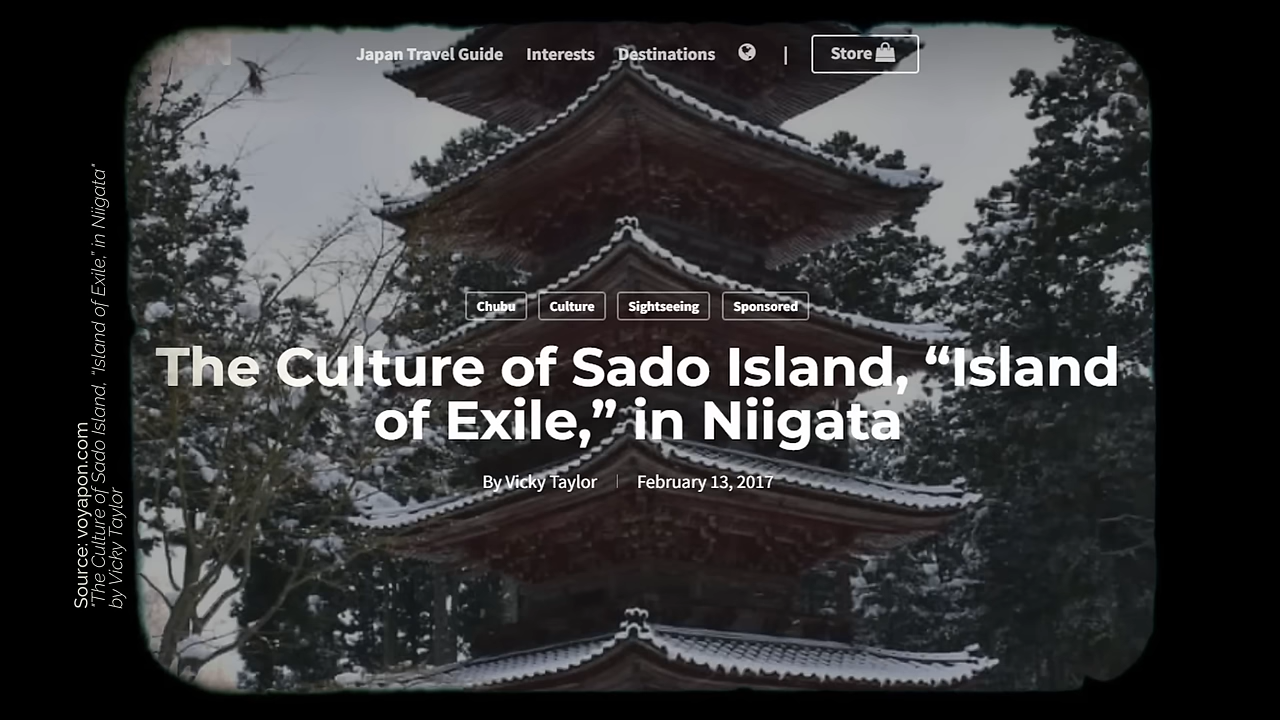 Japan Travel Guide Interests Destinations | Store
Chubu Culture Sightseeing Sponsored
The Culture of Sado Island, “Island
of Exile,” in Niigata
By Vicky Taylor | February 13, 2017
Source: voyapon.com
"The Culture of Sado Island, "Island of Exile," in Niigata"
by Vicky Taylor